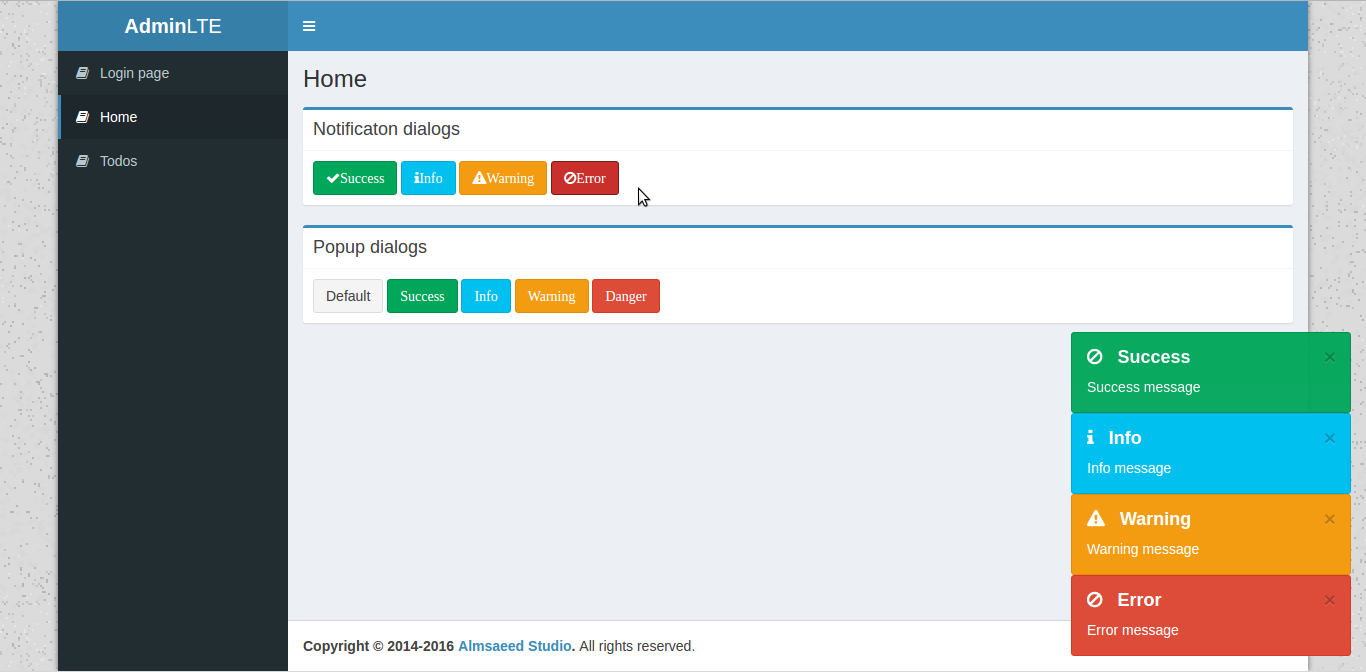 AdminLTE
Login page
Home
Todos
Home
Notificaton dialogs
Success Info Warning Error
Popup dialogs
Default Success Info Warning Danger
Success ×
Success message
Info ×
Info message
Warning ×
Warning message
Error ×
Error message
Copyright © 2014-2016 Almsaeed Studio. All rights reserved.